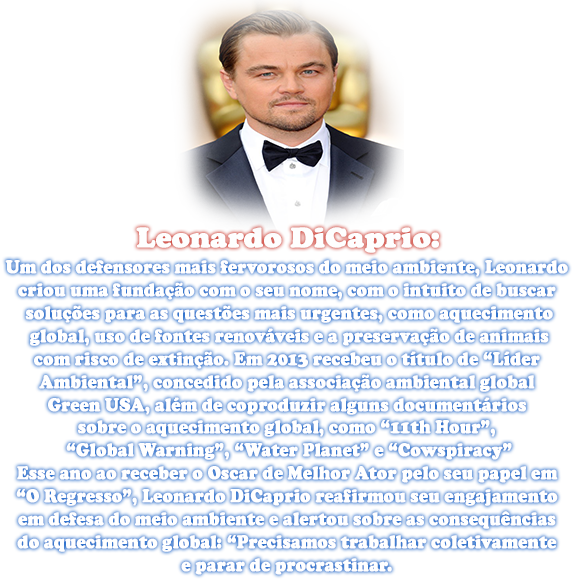 Leonardo DiCaprio:
Um dos defensores mais fervorosos do meio ambiente, Leonardo
criou uma fundação com o seu nome, com o intuito de buscar
soluções para as questões mais urgentes, como aquecimento
global, uso de fontes renováveis e a preservação de animais
com risco de extinção. Em 2013 recebeu o título de “Líder
Ambiental”, concedido pela associação ambiental global
Green USA, além de coproduzir alguns documentários
sobre o aquecimento global, como “11th Hour”,
“Global Warning”, “Water Planet” e “Cowspiracy”
Esse ano ao receber o Oscar de Melhor Ator pelo seu papel em
“O Regresso”, Leonardo DiCaprio reafirmou seu engajamento
em defesa do meio ambiente e alertou sobre as consequências
do aquecimento global: “Precisamos trabalhar coletivamente
e parar de procrastinar.